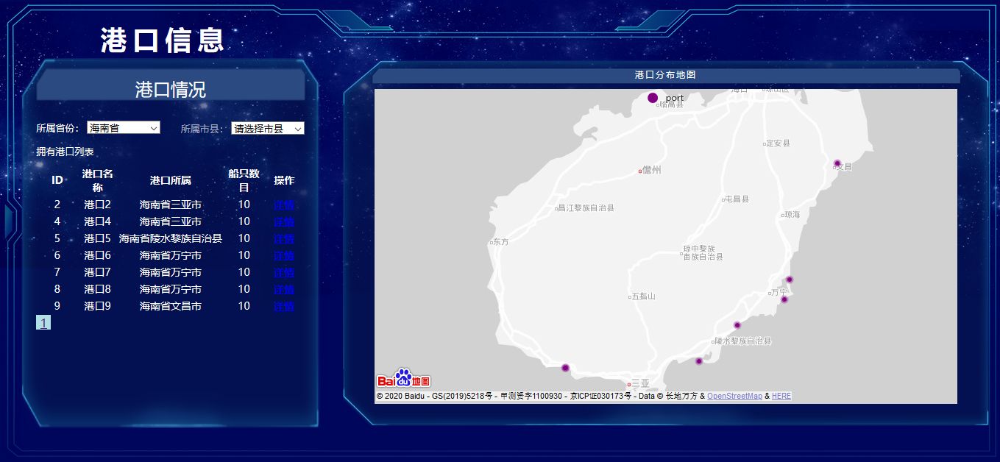 港口信息
港口情况
所属省份： 海南省 所属市县： 请选择市县
拥有港口列表
ID 港口名称 港口所属 船只数目 操作
2 港口2 海南省三亚市 10 详情
4 港口4 海南省三亚市 10 详情
5 港口5 海南省陵水黎族自治县 10 详情
6 港口6 海南省万宁市 10 详情
7 港口7 海南省万宁市 10 详情
8 港口8 海南省万宁市 10 详情
9 港口9 海南省文昌市 10 详情
1
港口分布地图
port
海口
琼山区
临高县
定安县
文昌
儋州
屯昌县
昌江黎族自治县
琼海
东方
琼中黎族
苗族自治县
万宁
五指山
陵水黎族自治县
三亚
Baidu地图
© 2020 Baidu - GS(2019)5218号 - 甲测资字1100930 - 京ICP证030173号 - Data © 长地万方 & OpenStreetMap & HERE